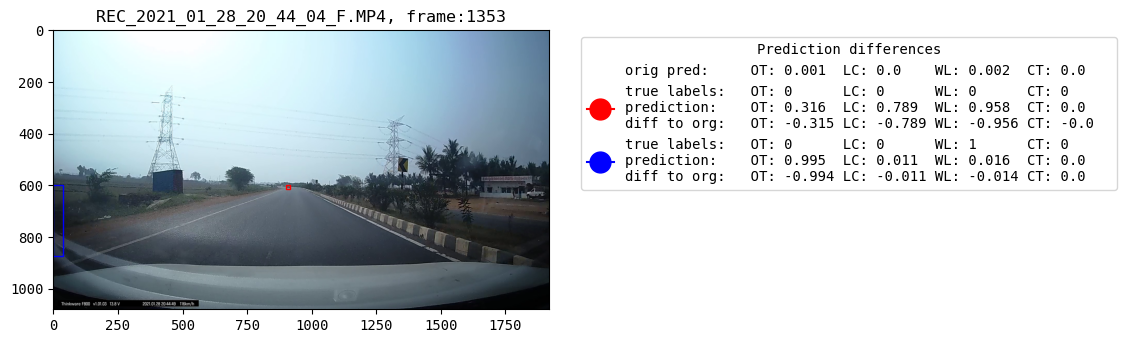 REC_2021_01_28_20_44_04_F.MP4, frame:1353
Prediction differences
orig pred: OT: 0.001 LC: 0.0 WL: 0.002 CT: 0.0
true labels: OT: 0 LC: 0 WL: 0 CT: 0
prediction: OT: 0.316 LC: 0.789 WL: 0.958 CT: 0.0
diff to org: OT: -0.315 LC: -0.789 WL: -0.956 CT: -0.0
true labels: OT: 0 LC: 0 WL: 1 CT: 0
prediction: OT: 0.995 LC: 0.011 WL: 0.016 CT: 0.0
diff to org: OT: -0.994 LC: -0.011 WL: -0.014 CT: 0.0
0
200
400
600
800
1000
0 250 500 750 1000 1250 1500 1750